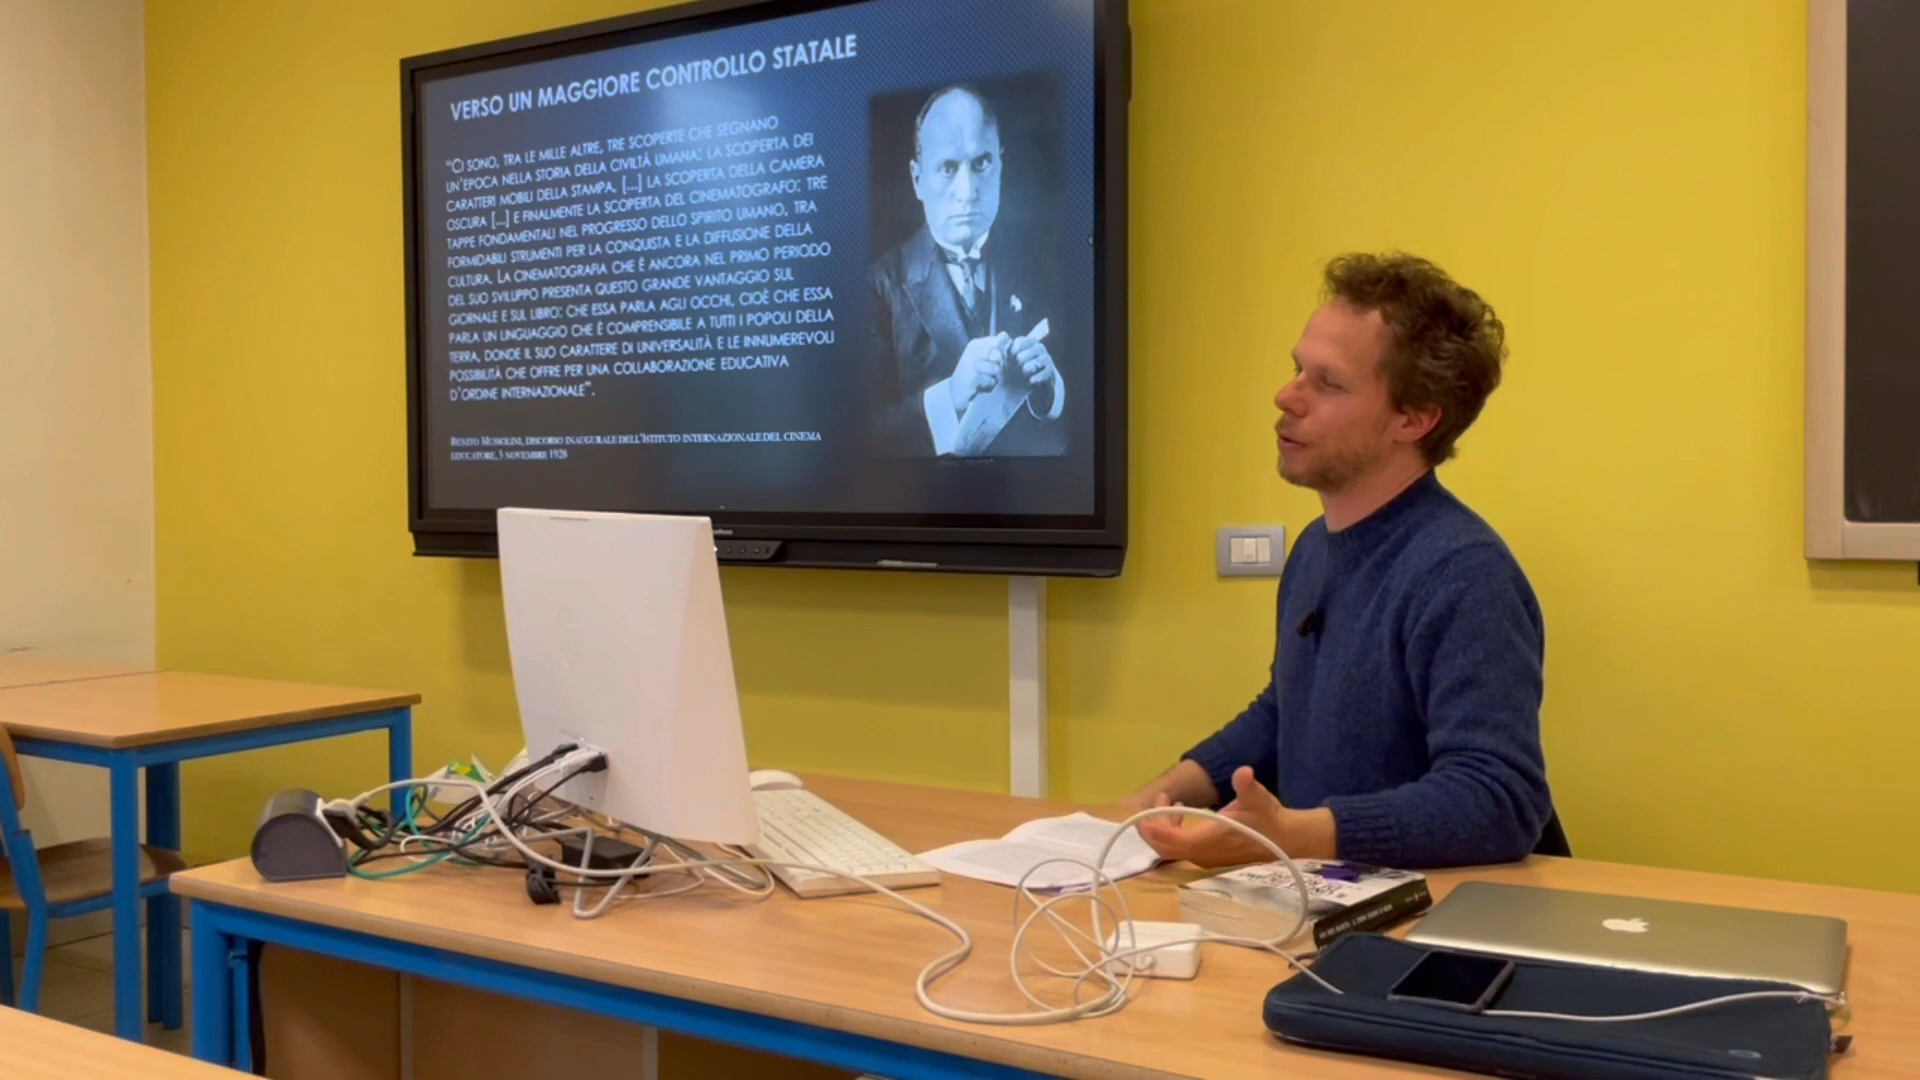 VERSO UN MAGGIORE CONTROLLO STATALE
"CI SONO, TRA LE MILLE ALTRE, TRE SCOPERTE CHE SEGNANO
UN'EPOCA NELLA STORIA DELLA CIVILTÀ UMANA: LA SCOPERTA DEI
CARATTERI MOBILI DELLA STAMPA, [...] LA SCOPERTA DELLA CAMERA
OSCURA [...] E FINALMENTE LA SCOPERTA DEL CINEMATOGRAFO: TRE
TAPPE FONDAMENTALI NEL PROGRESSO DELLO SPIRITO UMANO, TRA
FORMIDABILI STRUMENTI PER LA CONQUISTA E LA DIFFUSIONE DELLA
CULTURA. LA CINEMATOGRAFIA CHE È ANCORA NEL PRIMO PERIODO
DEL SUO SVILUPPO PRESENTA QUESTO GRANDE VANTAGGIO SUL
GIORNALE E SUL LIBRO: CHE ESSA PARLA AGLI OCCHI, CIOÈ CHE ESSA
PARLA UN LINGUAGGIO CHE È COMPRENSIBILE A TUTTI I POPOLI DELLA
TERRA, DONDE IL SUO CARATTERE DI UNIVERSALITÀ E LE INNUMEREVOLI
POSSIBILITÀ CHE OFFRE PER UNA COLLABORAZIONE EDUCATIVA
D'ORDINE INTERNAZIONALE".
BENITO MUSSOLINI, DISCORSO INAUGURALE DELL'ISTITUTO INTERNAZIONALE DEL CINEMA
EDUCATORE, 5 NOVEMBRE 1928